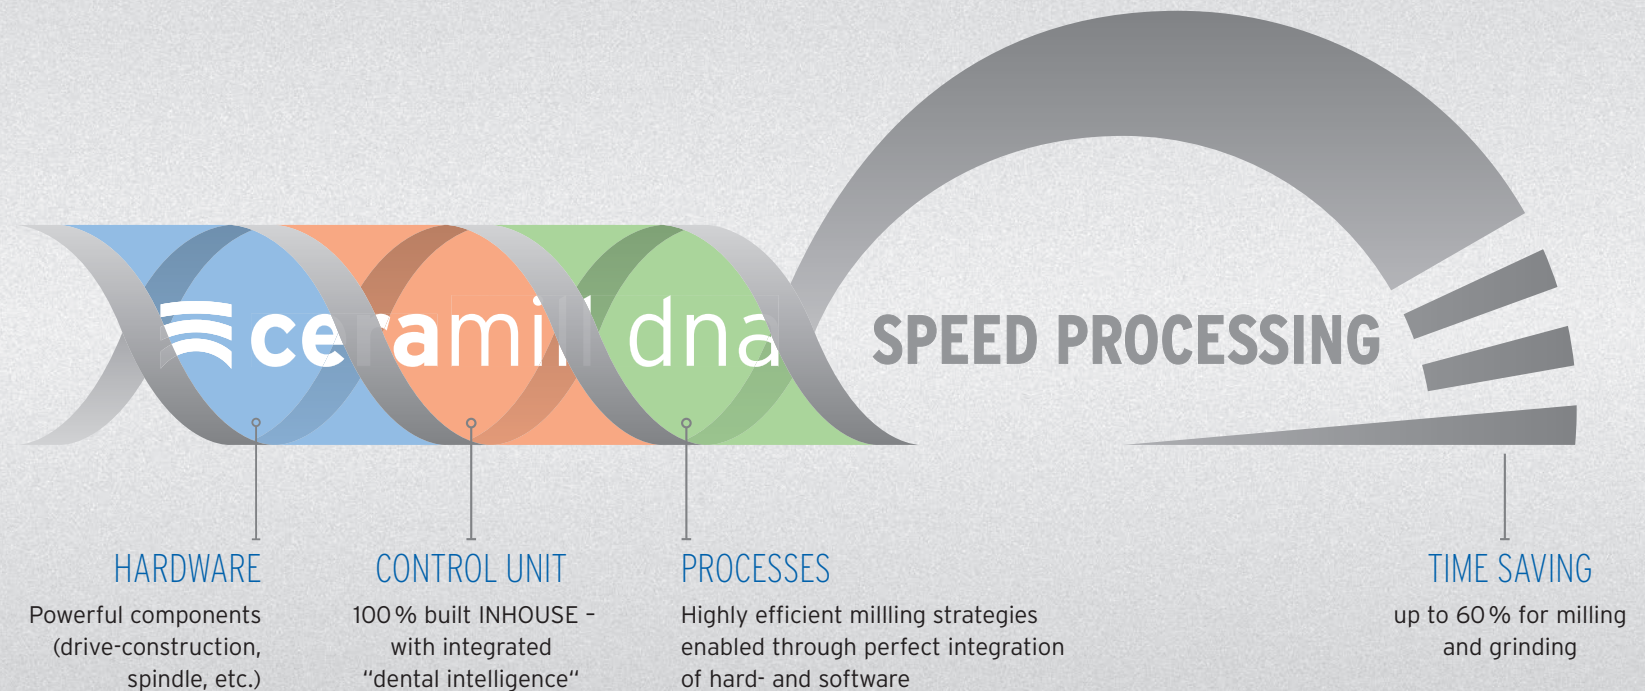 ceramill dna
SPEED PROCESSING
HARDWARE
Powerful components
(drive-construction,
spindle, etc.)
CONTROL UNIT
100 % built INHOUSE –
with integrated
“dental intelligence“
PROCESSES
Highly efficient millling strategies
enabled through perfect integration
of hard- and software
TIME SAVING
up to 60 % for milling
and grinding